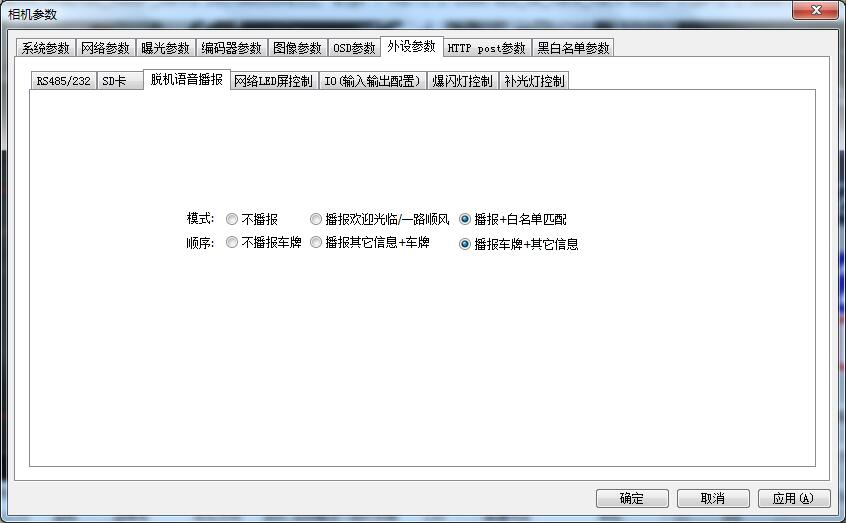 相机参数
系统参数 网络参数 曝光参数 编码器参数 图像参数 OSD参数 外设参数 HTTP post参数 黑白名单参数
RS485/232 SD卡 脱机语音播报 网络LED屏控制 IO(输入输出配置) 爆闪灯控制 补光灯控制
模式: 不播报 播报欢迎光临/一路顺风 播报+白名单匹配
顺序: 不播报车牌 播报其它信息+车牌 播报车牌+其它信息
确定 取消 应用(A)